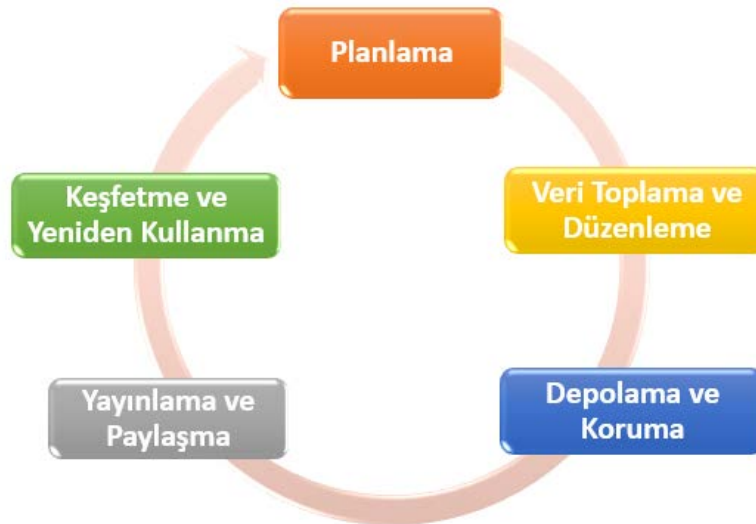 Planlama
Veri Toplama ve
Düzenleme
Depolama ve
Koruma
Yayınlama ve
Paylaşma
Keşfetme ve
Yeniden Kullanma